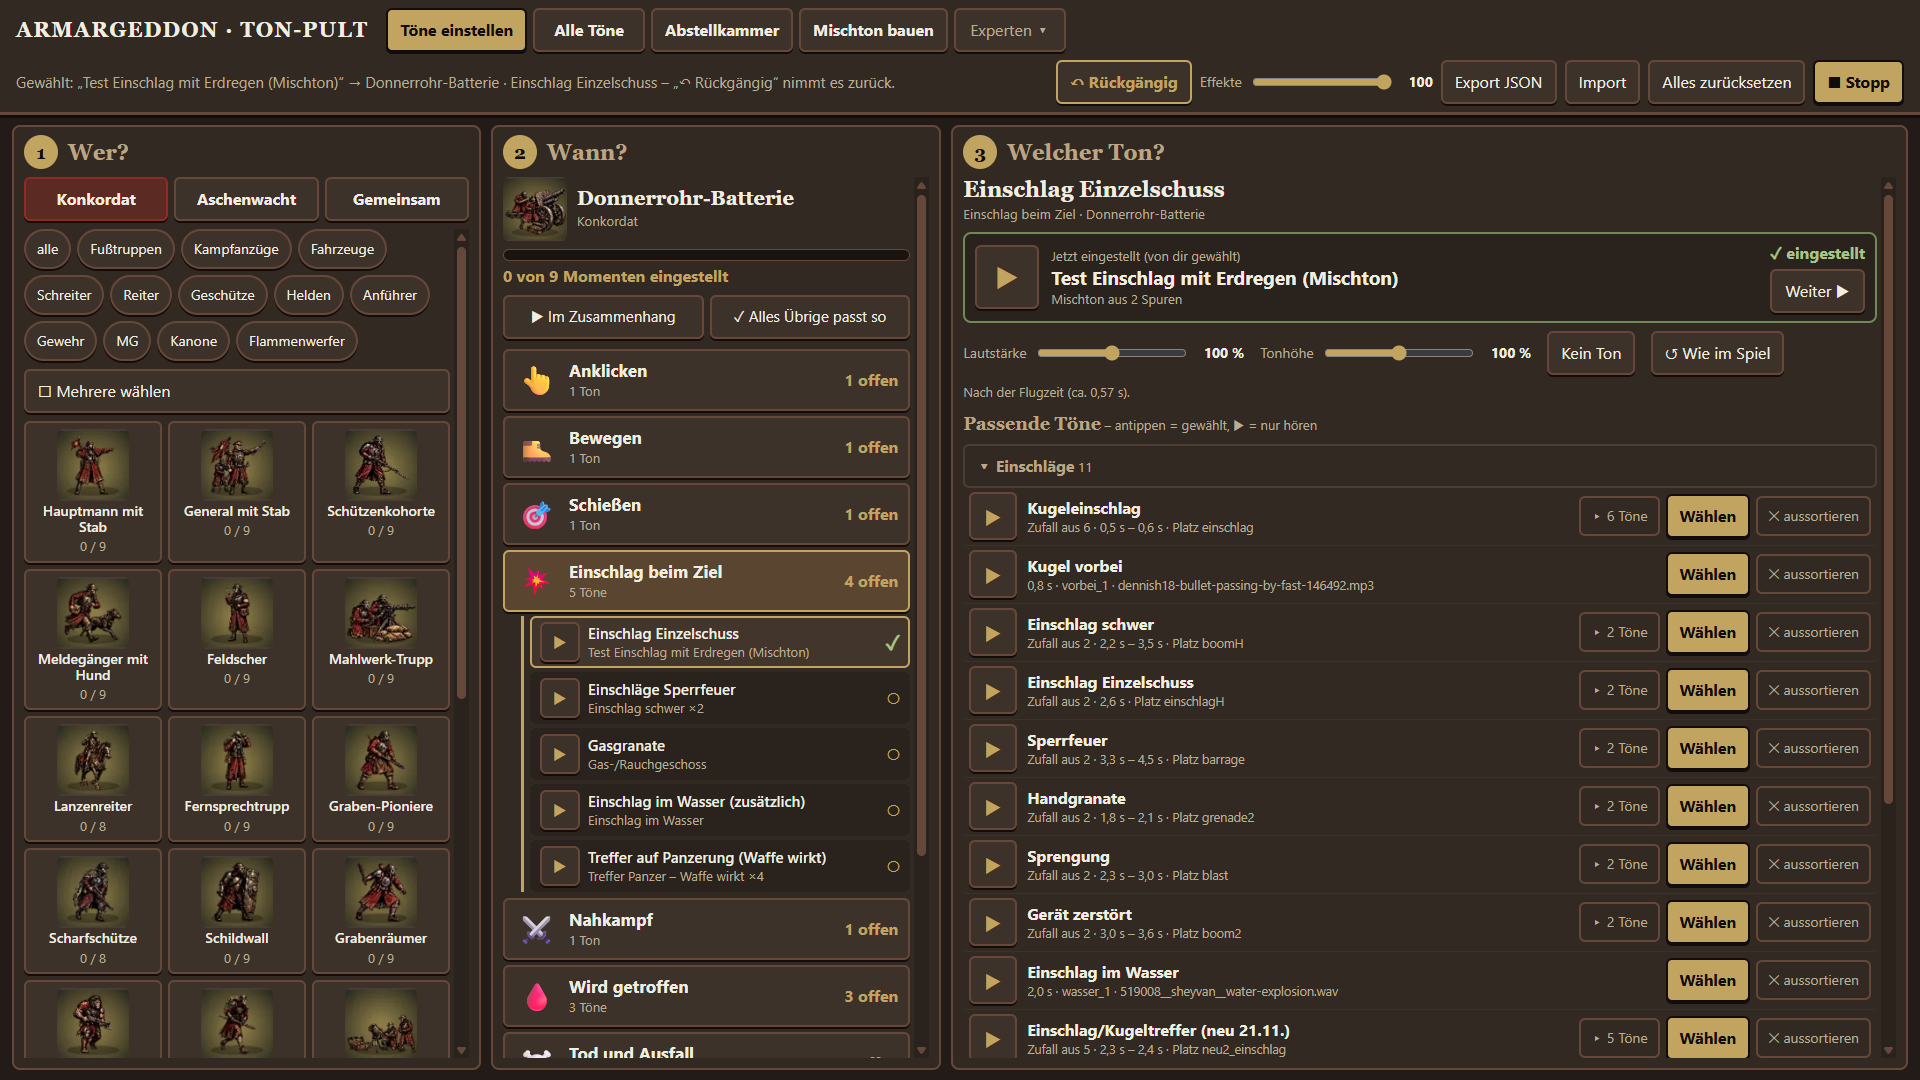 ARMARGEDDON · TON-PULT
Töne einstellen
Alle Töne
Abstellkammer
Mischton bauen
Experten ▾
Gewählt: „Test Einschlag mit Erdregen (Mischton)“ → Donnerrohr-Batterie · Einschlag Einzelschuss – „↶ Rückgängig“ nimmt es zurück.
↶ Rückgängig
Effekte
100
Export JSON
Import
Alles zurücksetzen
■ Stopp
1 Wer?
Konkordat
Aschenwacht
Gemeinsam
alle
Fußtruppen
Kampfanzüge
Fahrzeuge
Schreiter
Reiter
Geschütze
Helden
Anführer
Gewehr
MG
Kanone
Flammenwerfer
☐ Mehrere wählen
Hauptmann mit Stab
0 / 9
General mit Stab
0 / 9
Schützenkohorte
0 / 9
Meldegänger mit Hund
0 / 9
Feldscher
0 / 9
Mahlwerk-Trupp
0 / 9
Lanzenreiter
0 / 8
Fernsprechtrupp
0 / 9
Graben-Pioniere
0 / 9
Scharfschütze
0 / 8
Schildwall
0 / 9
Grabenräumer
0 / 9
2 Wann?
Donnerrohr-Batterie
Konkordat
0 von 9 Momenten eingestellt
▶ Im Zusammenhang
✓ Alles Übrige passt so
Anklicken
1 Ton
1 offen
Bewegen
1 Ton
1 offen
Schießen
1 Ton
1 offen
Einschlag beim Ziel
5 Töne
4 offen
Einschlag Einzelschuss
Test Einschlag mit Erdregen (Mischton)
✓
Einschläge Sperrfeuer
Einschlag schwer ×2
Gasgranate
Gas-/Rauchgeschoss
Einschlag im Wasser (zusätzlich)
Einschlag im Wasser
Treffer auf Panzerung (Waffe wirkt)
Treffer Panzer – Waffe wirkt ×4
Nahkampf
1 Ton
1 offen
Wird getroffen
3 Töne
3 offen
Tod und Ausfall
3 Welcher Ton?
Einschlag Einzelschuss
Einschlag beim Ziel · Donnerrohr-Batterie
Jetzt eingestellt (von dir gewählt)
Test Einschlag mit Erdregen (Mischton)
Mischton aus 2 Spuren
✓ eingestellt
Weiter ▶
Lautstärke
100 %
Tonhöhe
100 %
Kein Ton
↺ Wie im Spiel
Nach der Flugzeit (ca. 0,57 s).
Passende Töne – antippen = gewählt, ▶ = nur hören
▾ Einschläge 11
Kugeleinschlag
Zufall aus 6 · 0,5 s – 0,6 s · Platz einschlag
▸ 6 Töne
Wählen
✕ aussortieren
Kugel vorbei
0,8 s · vorbei_1 · dennish18-bullet-passing-by-fast-146492.mp3
Wählen
✕ aussortieren
Einschlag schwer
Zufall aus 2 · 2,2 s – 3,5 s · Platz boomH
▸ 2 Töne
Wählen
✕ aussortieren
Einschlag Einzelschuss
Zufall aus 2 · 2,6 s · Platz einschlagH
▸ 2 Töne
Wählen
✕ aussortieren
Sperrfeuer
Zufall aus 2 · 3,3 s – 4,5 s · Platz barrage
▸ 2 Töne
Wählen
✕ aussortieren
Handgranate
Zufall aus 2 · 1,8 s – 2,1 s · Platz grenade2
▸ 2 Töne
Wählen
✕ aussortieren
Sprengung
Zufall aus 2 · 2,3 s – 3,0 s · Platz blast
▸ 2 Töne
Wählen
✕ aussortieren
Gerät zerstört
Zufall aus 2 · 3,0 s – 3,6 s · Platz boom2
▸ 2 Töne
Wählen
✕ aussortieren
Einschlag im Wasser
2,0 s · wasser_1 · 519008__sheyvan__water-explosion.wav
Wählen
✕ aussortieren
Einschlag/Kugeltreffer (neu 21.11.)
Zufall aus 5 · 2,3 s – 2,4 s · Platz neu2_einschlag
▸ 5 Töne
Wählen
✕ aussortieren